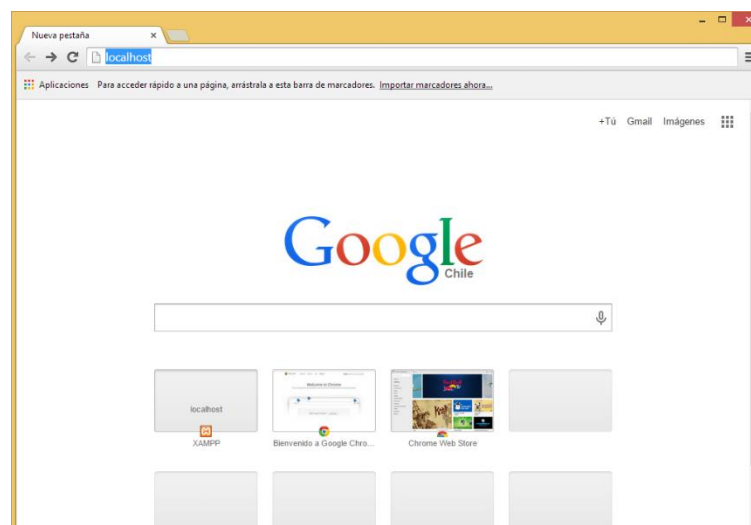 Nueva pestaña
localhost
Aplicaciones Para acceder rápido a una página, arrástrala a esta barra de marcadores. Importar marcadores ahora...
+Tú Gmail Imágenes
Google
Chile
localhost
XAMPP
Bienvenido a Google Chro...
Chrome Web Store